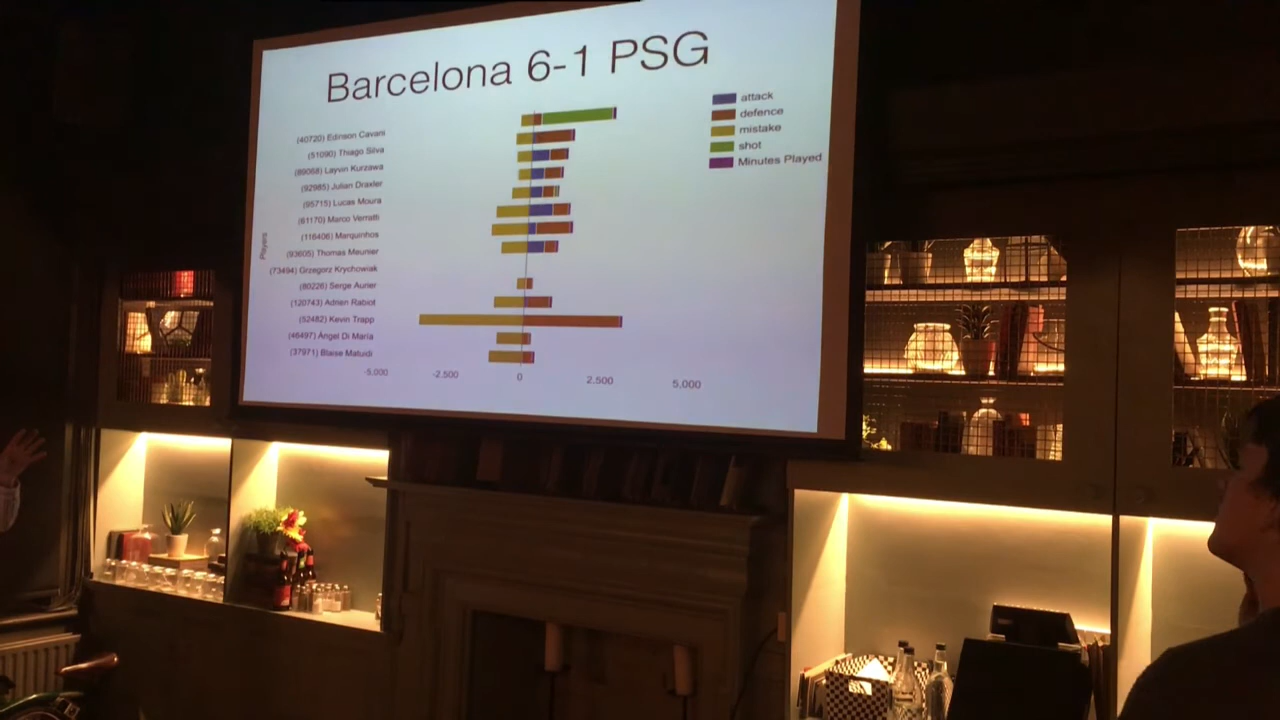 Barcelona 6-1 PSG
attack
defence
mistake
shot
Minutes Played
Players
(40720) Edinson Cavani
(51090) Thiago Silva
(89068) Layvin Kurzawa
(92985) Julian Draxler
(95715) Lucas Moura
(61170) Marco Verratti
(116406) Marquinhos
(93605) Thomas Meunier
(73494) Grzegorz Krychowiak
(80226) Serge Aurier
(120743) Adrien Rabiot
(52482) Kevin Trapp
(46497) Ángel Di María
(37971) Blaise Matuidi
-5,000 -2.500 0 2.500 5,000